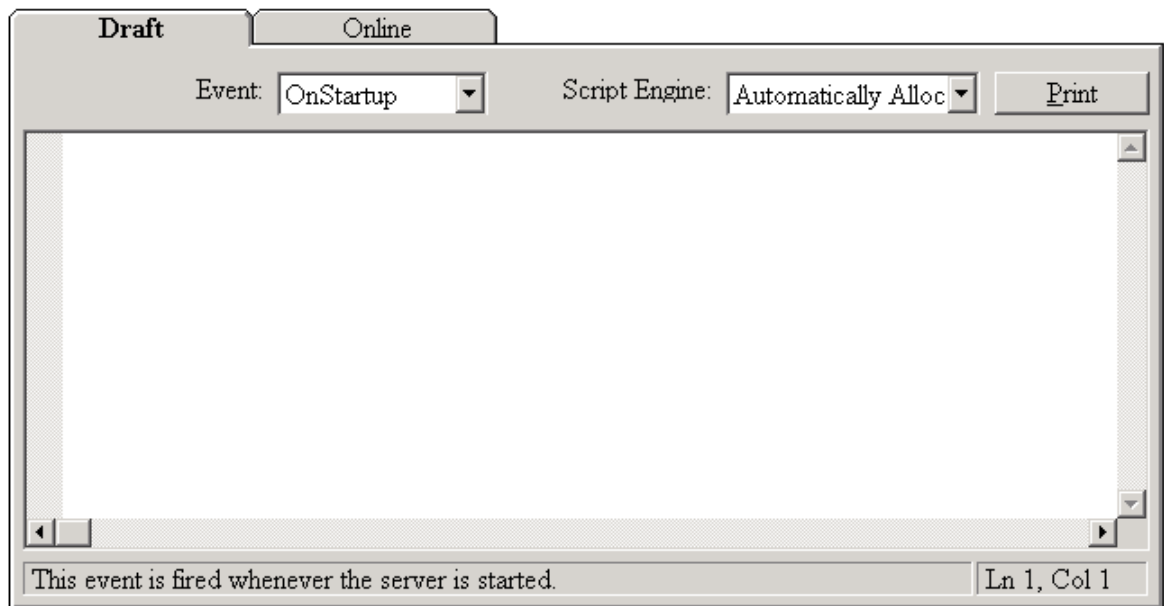 Draft Online
Event: OnStartup Script Engine: Automatically Alloc Print
This event is fired whenever the server is started. Ln 1, Col 1